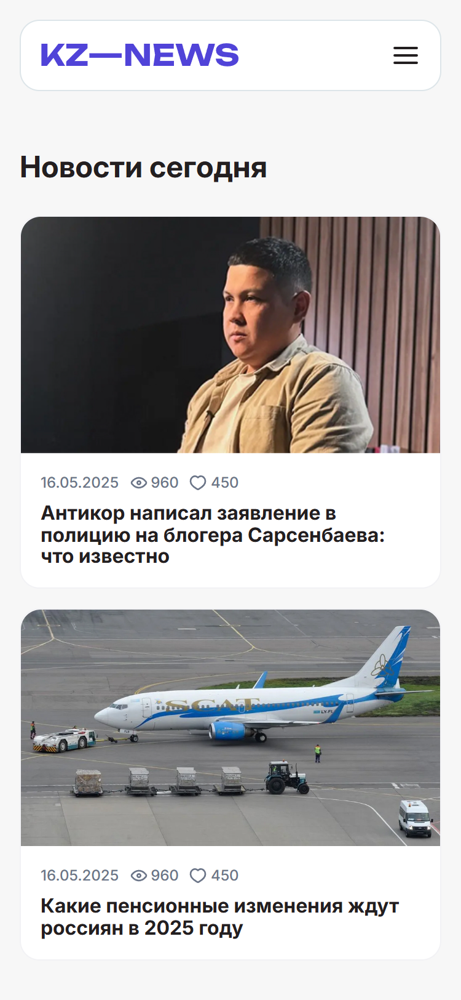 KZ—NEWS
Новости сегодня
16.05.2025 960 450
Антикор написал заявление в
полицию на блогера Сарсенбаева:
что известно
SCAT
LY-FL
16.05.2025 960 450
Какие пенсионные изменения ждут
россиян в 2025 году